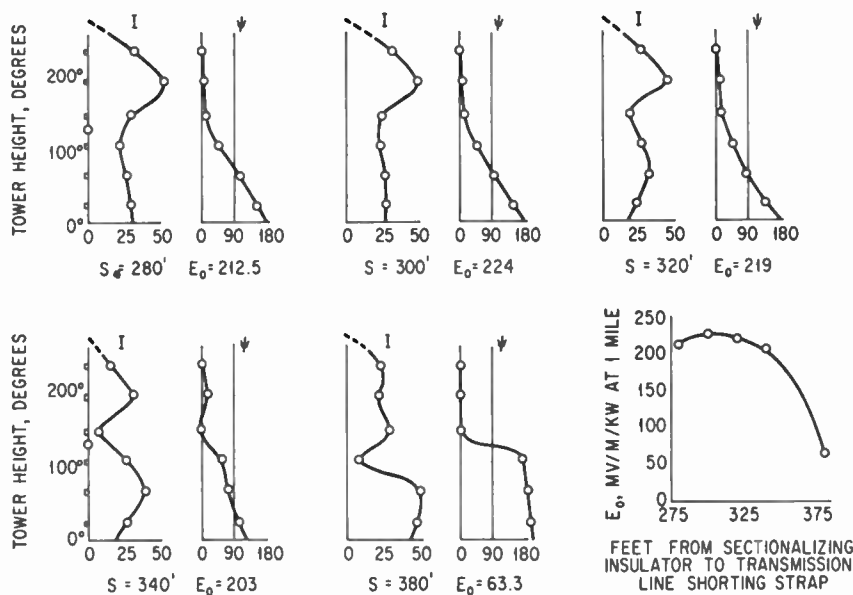 I ψ I ψ I ψ
TOWER HEIGHT, DEGREES
200°
100°
0°
0 25 50 0 90 180 0 25 50 0 90 180 0 25 50 0 90 180
S = 280' E₀=212.5 S = 300' E₀= 224 S = 320' E₀= 219
I ψ I ψ
TOWER HEIGHT, DEGREES
200°
100°
0°
0 25 50 0 90 180 0 25 50 0 90 180
S = 340' E₀= 203 S = 380' E₀= 63.3
E₀, MV/M/KW AT 1 MILE
250
200
150
100
50
0
275 325 375
FEET FROM SECTIONALIZING
INSULATOR TO TRANSMISSION
LINE SHORTING STRAP